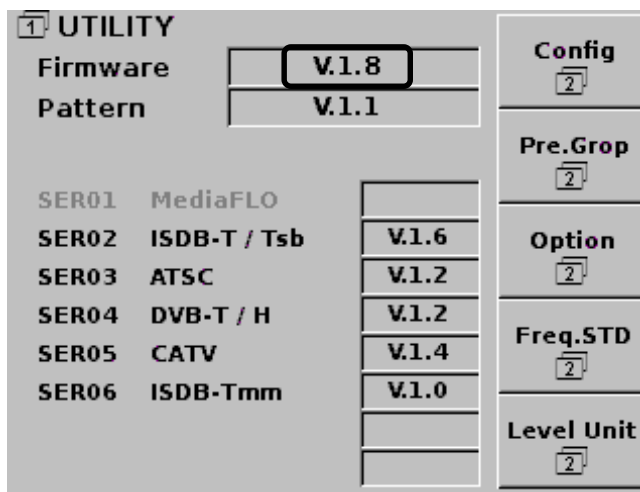 1 UTILITY
Firmware V.1.8
Pattern V.1.1
SER01 MediaFLO
SER02 ISDB-T / Tsb V.1.6
SER03 ATSC V.1.2
SER04 DVB-T / H V.1.2
SER05 CATV V.1.4
SER06 ISDB-Tmm V.1.0
Config
2
Pre.Grop
2
Option
2
Freq.STD
2
Level Unit
2